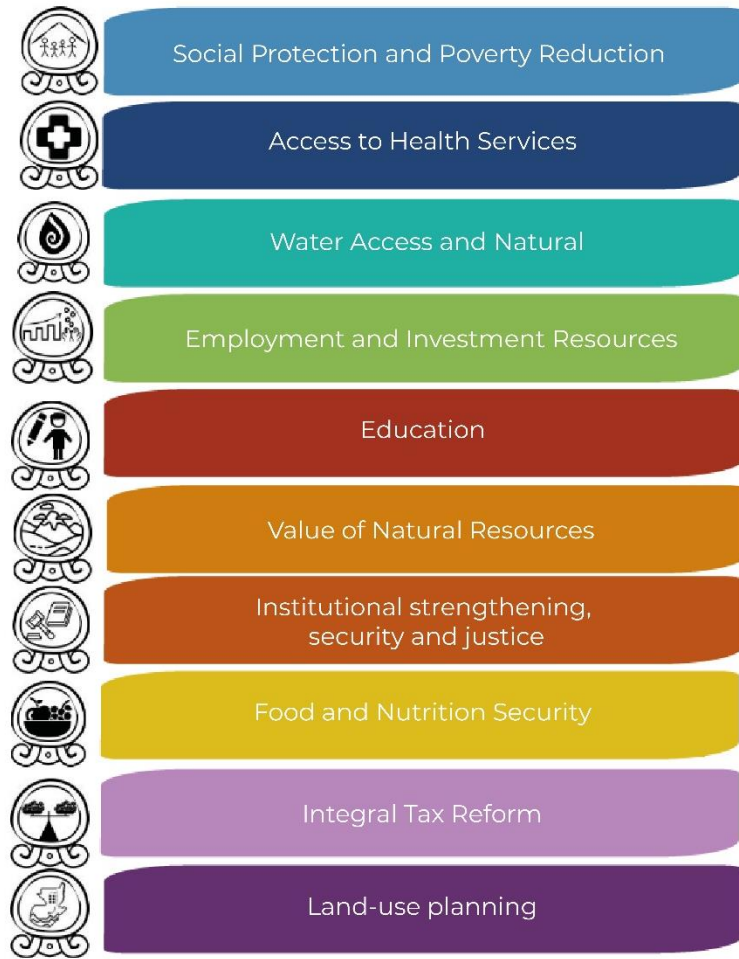 Social Protection and Poverty Reduction
Access to Health Services
Water Access and Natural
Employment and Investment Resources
Education
Value of Natural Resources
Institutional strengthening,
security and justice
Food and Nutrition Security
Integral Tax Reform
Land-use planning